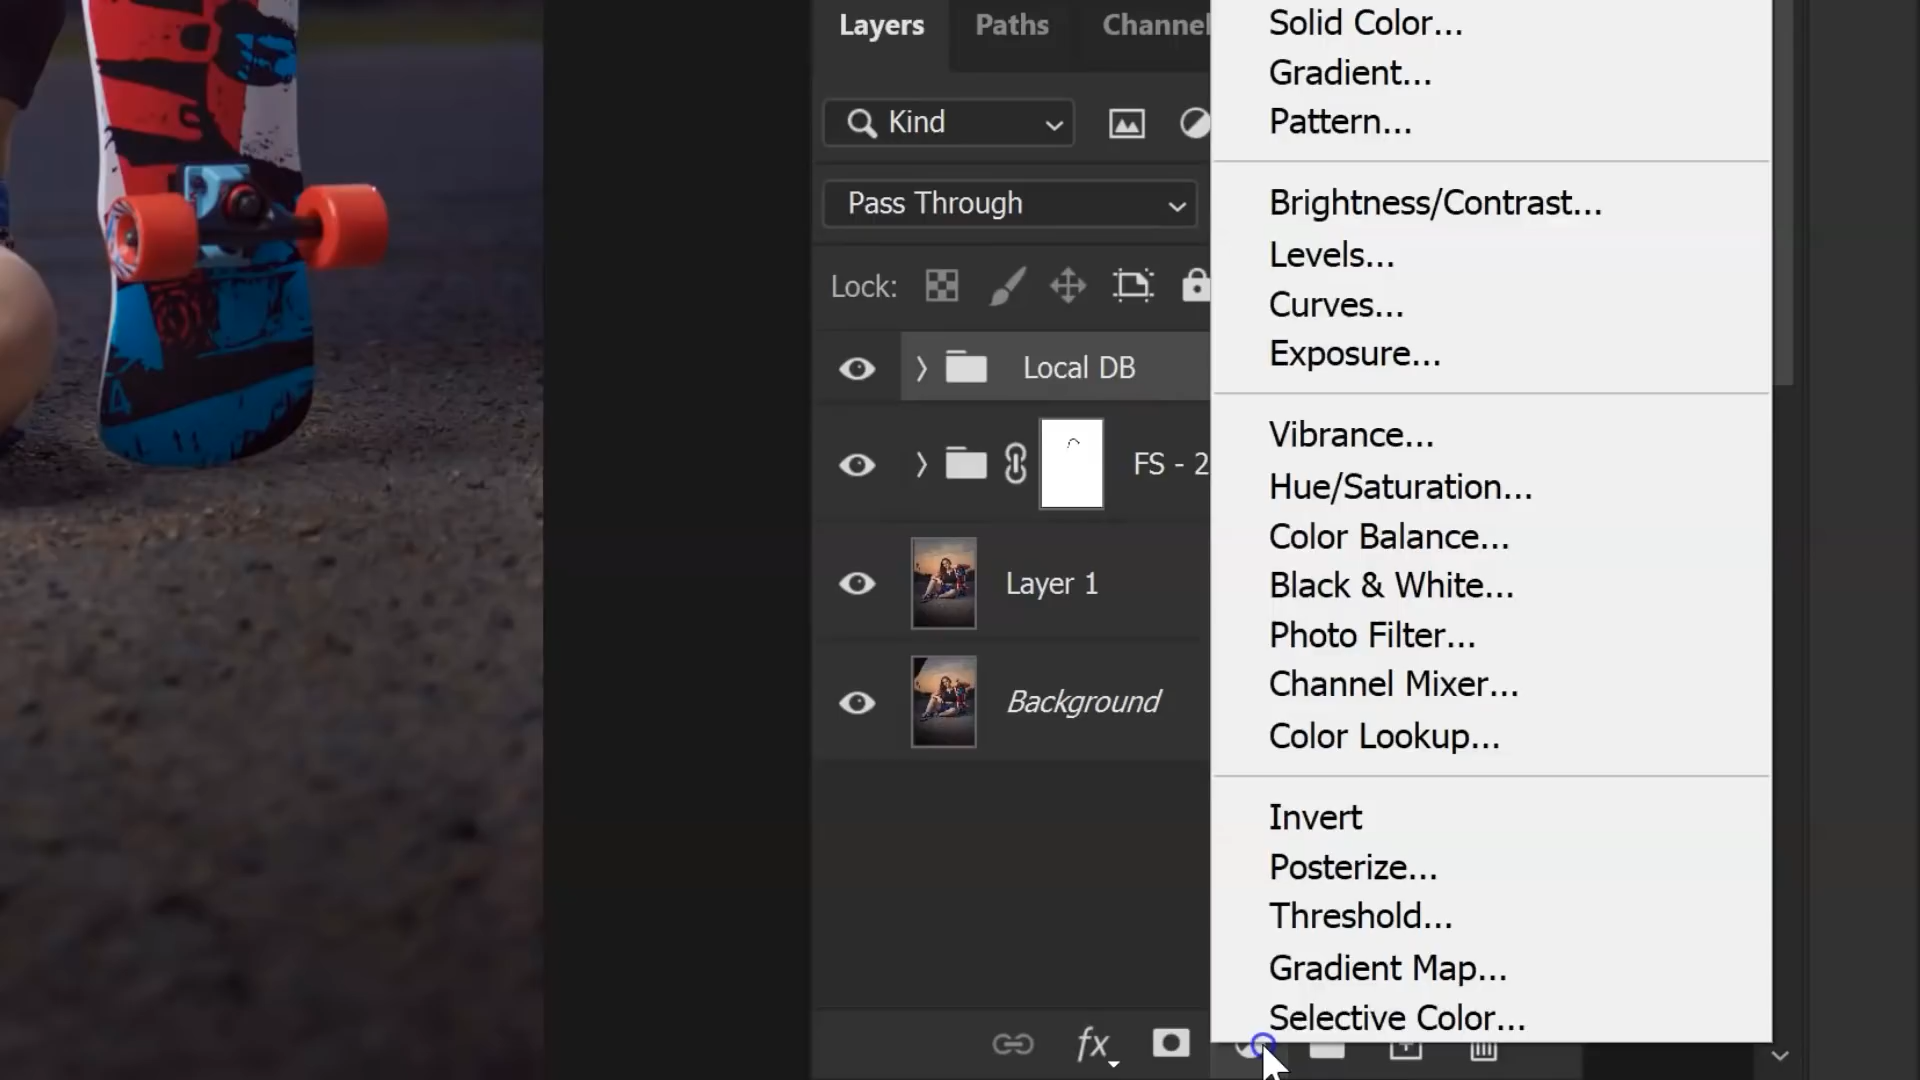 Layers Paths Channel
Kind
Pass Through
Lock:
Local DB
FS - 2
Layer 1
Background
fx
Solid Color...
Gradient...
Pattern...
Brightness/Contrast...
Levels...
Curves...
Exposure...
Vibrance...
Hue/Saturation...
Color Balance...
Black & White...
Photo Filter...
Channel Mixer...
Color Lookup...
Invert
Posterize...
Threshold...
Gradient Map...
Selective Color...